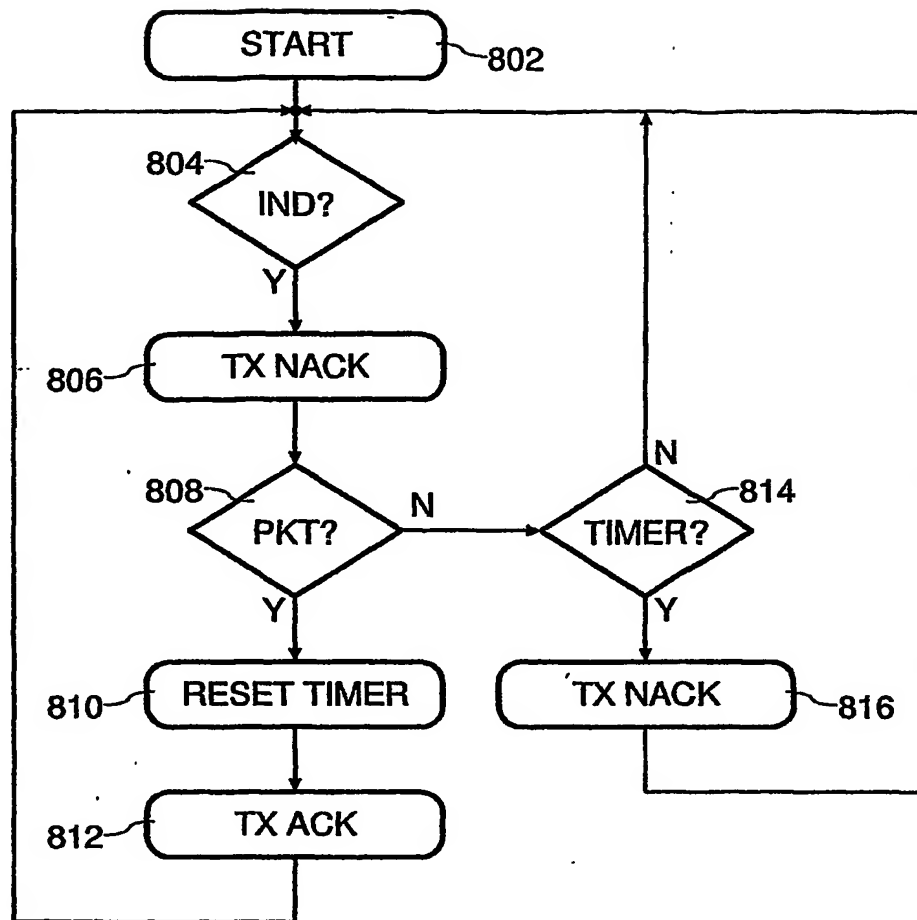 START
802
804
IND?
Y
TX NACK
806
808
PKT?
N
Y
TIMER?
814
N
Y
RESET TIMER
810
TX NACK
816
TX ACK
812